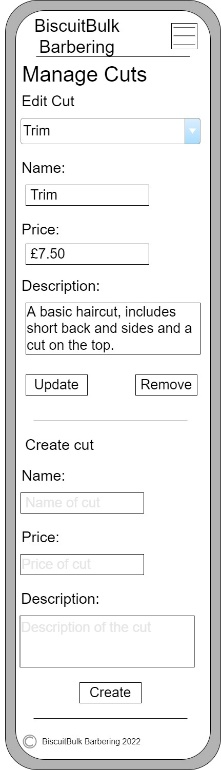 BiscuitBulk
Barbering
Manage Cuts
Edit Cut
Trim
Name:
Trim
Price:
£7.50
Description:
A basic haircut, includes
short back and sides and a
cut on the top.
Update Remove
Create cut
Name:
Name of cut
Price:
Price of cut
Description:
Description of the cut
Create
© BiscuitBulk Barbering 2022